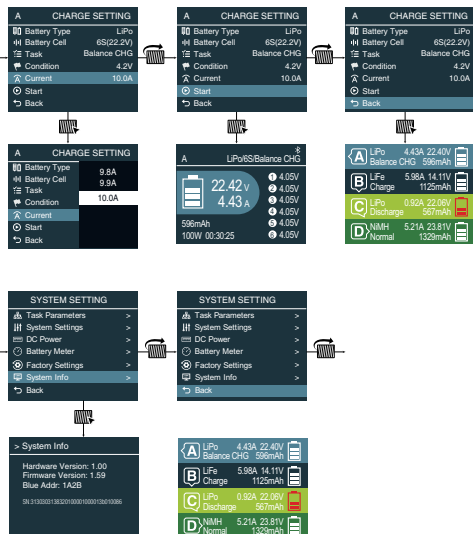 A CHARGE SETTING
Battery Type LiPo
Battery Cell 6S(22.2V)
Task Balance CHG
Condition 4.2V
Current 10.0A
Start
Back
A CHARGE SETTING
Battery Type LiPo
Battery Cell 6S(22.2V)
Task Balance CHG
Condition 4.2V
Current 10.0A
Start
Back
A CHARGE SETTING
Battery Type LiPo
Battery Cell 6S(22.2V)
Task Balance CHG
Condition 4.2V
Current 10.0A
Start
Back
A CHARGE SETTING
Battery Type
Battery Cell
Task
Condition
Current
Start
Back
9.8A
9.9A
10.0A
A LiPo/6S/Balance CHG
22.42 V
4.43 A
596mAh
100W 00:30:25
1 4.05V
2 4.05V
3 4.05V
4 4.05V
5 4.05V
6 4.05V
A LiPo 4.43A 22.40V
Balance CHG 596mAh
B LiFe 5.98A 14.11V
Charge 1125mAh
C LiPo 0.92A 22.06V
Discharge 567mAh
D NiMH 5.21A 23.81V
Normal 1329mAh
SYSTEM SETTING
Task Parameters >
System Settings >
DC Power >
Battery Meter >
Factory Settings >
System Info >
Back
SYSTEM SETTING
Task Parameters >
System Settings >
DC Power >
Battery Meter >
Factory Settings >
System Info >
Back
> System Info
Hardware Version: 1.00
Firmware Version: 1.59
Blue Addr: 1A2B
A LiPo 4.43A 22.40V
Balance CHG 596mAh
B LiFe 5.98A 14.11V
Charge 1125mAh
C LiPo 0.92A 22.06V
Discharge 567mAh
D NiMH 5.21A 23.81V
Normal 1329mAh